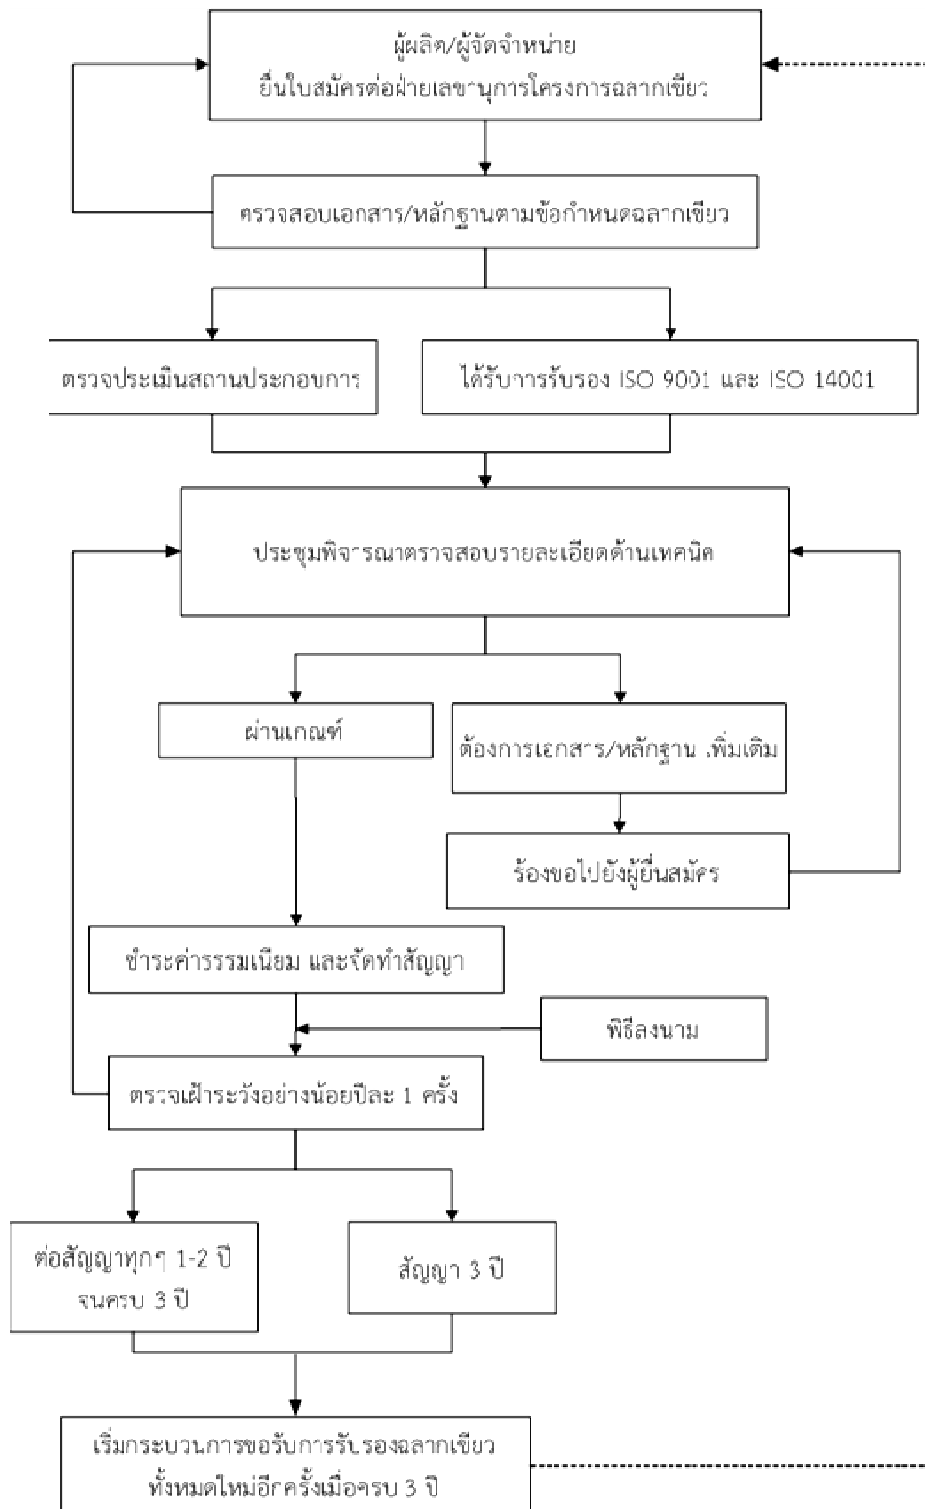 ผู้ผลิต/ผู้จัดจำหน่าย
ยื่นใบสมัครต่อฝ่ายเลขานุการโครงการฉลากเขียว
ตรวจสอบเอกสาร/หลักฐานตามข้อกำหนดฉลากเขียว
ตรวจประเมินสถานประกอบการ
ได้รับการรับรอง ISO 9001 และ ISO 14001
ประชุมพิจารณาตรวจสอบรายละเอียดด้านเทคนิค
ผ่านเกณฑ์
ต้องการเอกสาร/หลักฐาน เพิ่มเติม
ร้องขอไปยังผู้ยื่นสมัคร
ชำระค่าธรรมเนียม และจัดทำสัญญา
พิธีลงนาม
ตรวจเฝ้าระวังอย่างน้อยปีละ 1 ครั้ง
ต่อสัญญาทุกๆ 1-2 ปี
จนครบ 3 ปี
สัญญา 3 ปี
เริ่มกระบวนการขอรับการรับรองฉลากเขียว
ทั้งหมดใหม่อีกครั้งเมื่อครบ 3 ปี